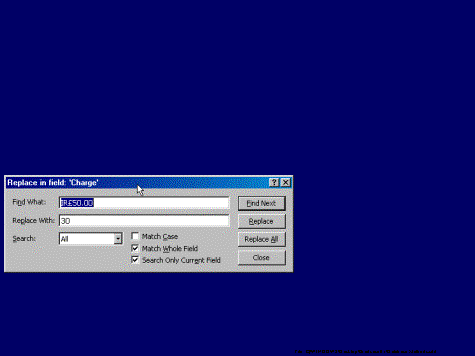 Replace in field: 'Charge'
Find What: IR£50.00 Find Next
Replace With: 30 Replace
Search: All Match Case Replace All
Match Whole Field
Search Only Current Field Close